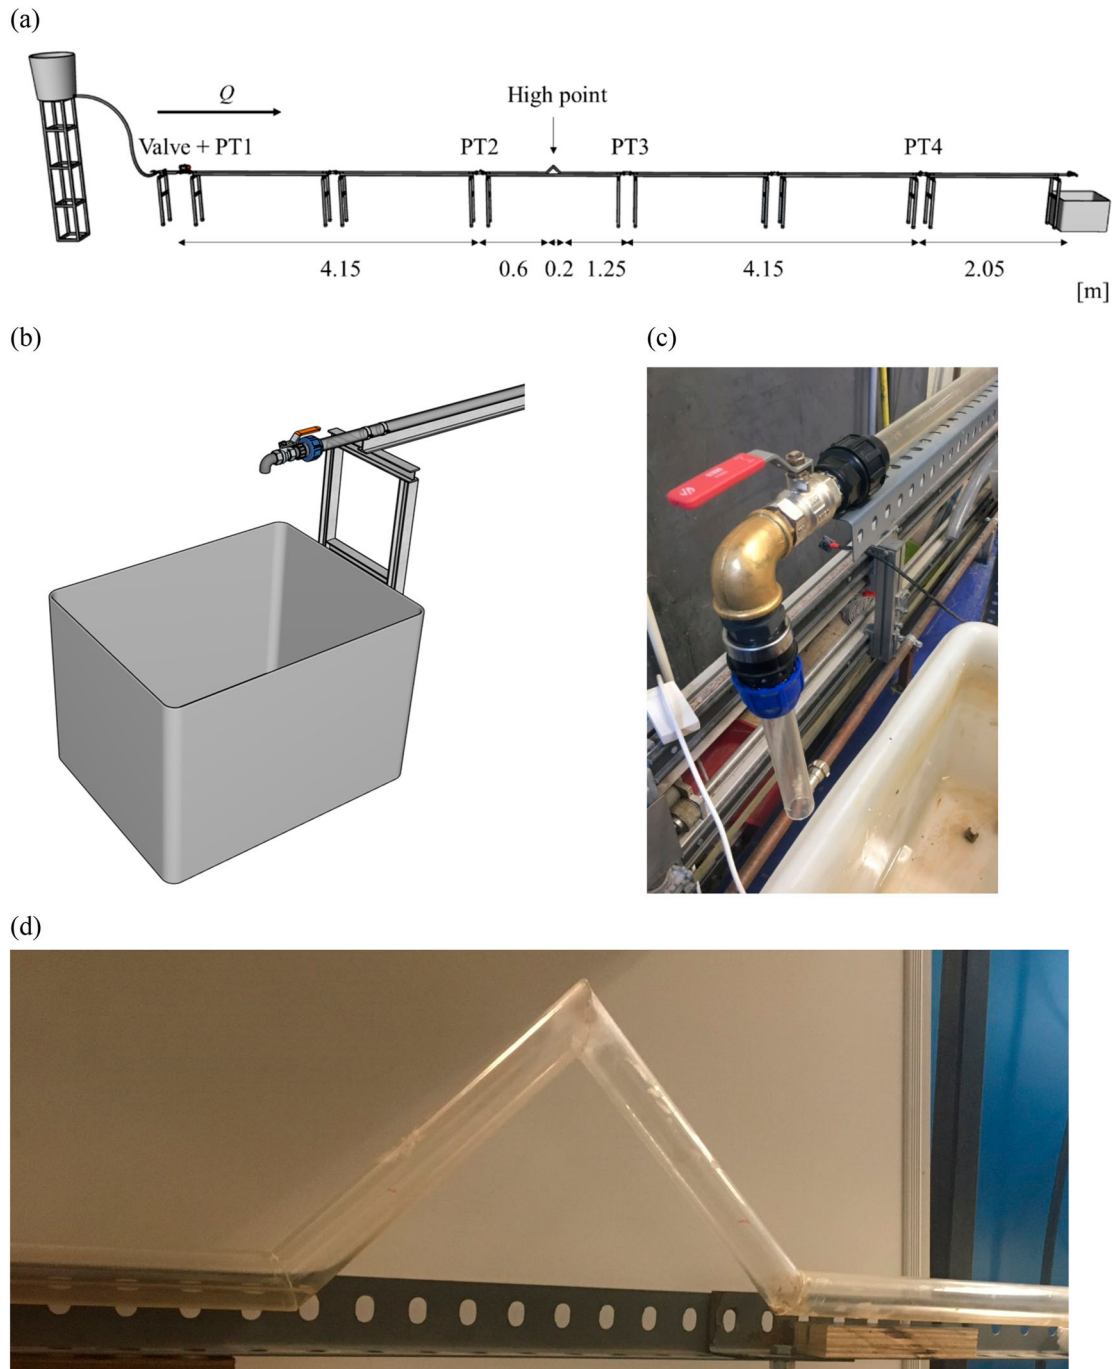 (a)
Q
High point
Valve + PT1
PT2
PT3
PT4
4.15
0.6
0.2
1.25
4.15
2.05
[m]
(b)
(c)
(d)